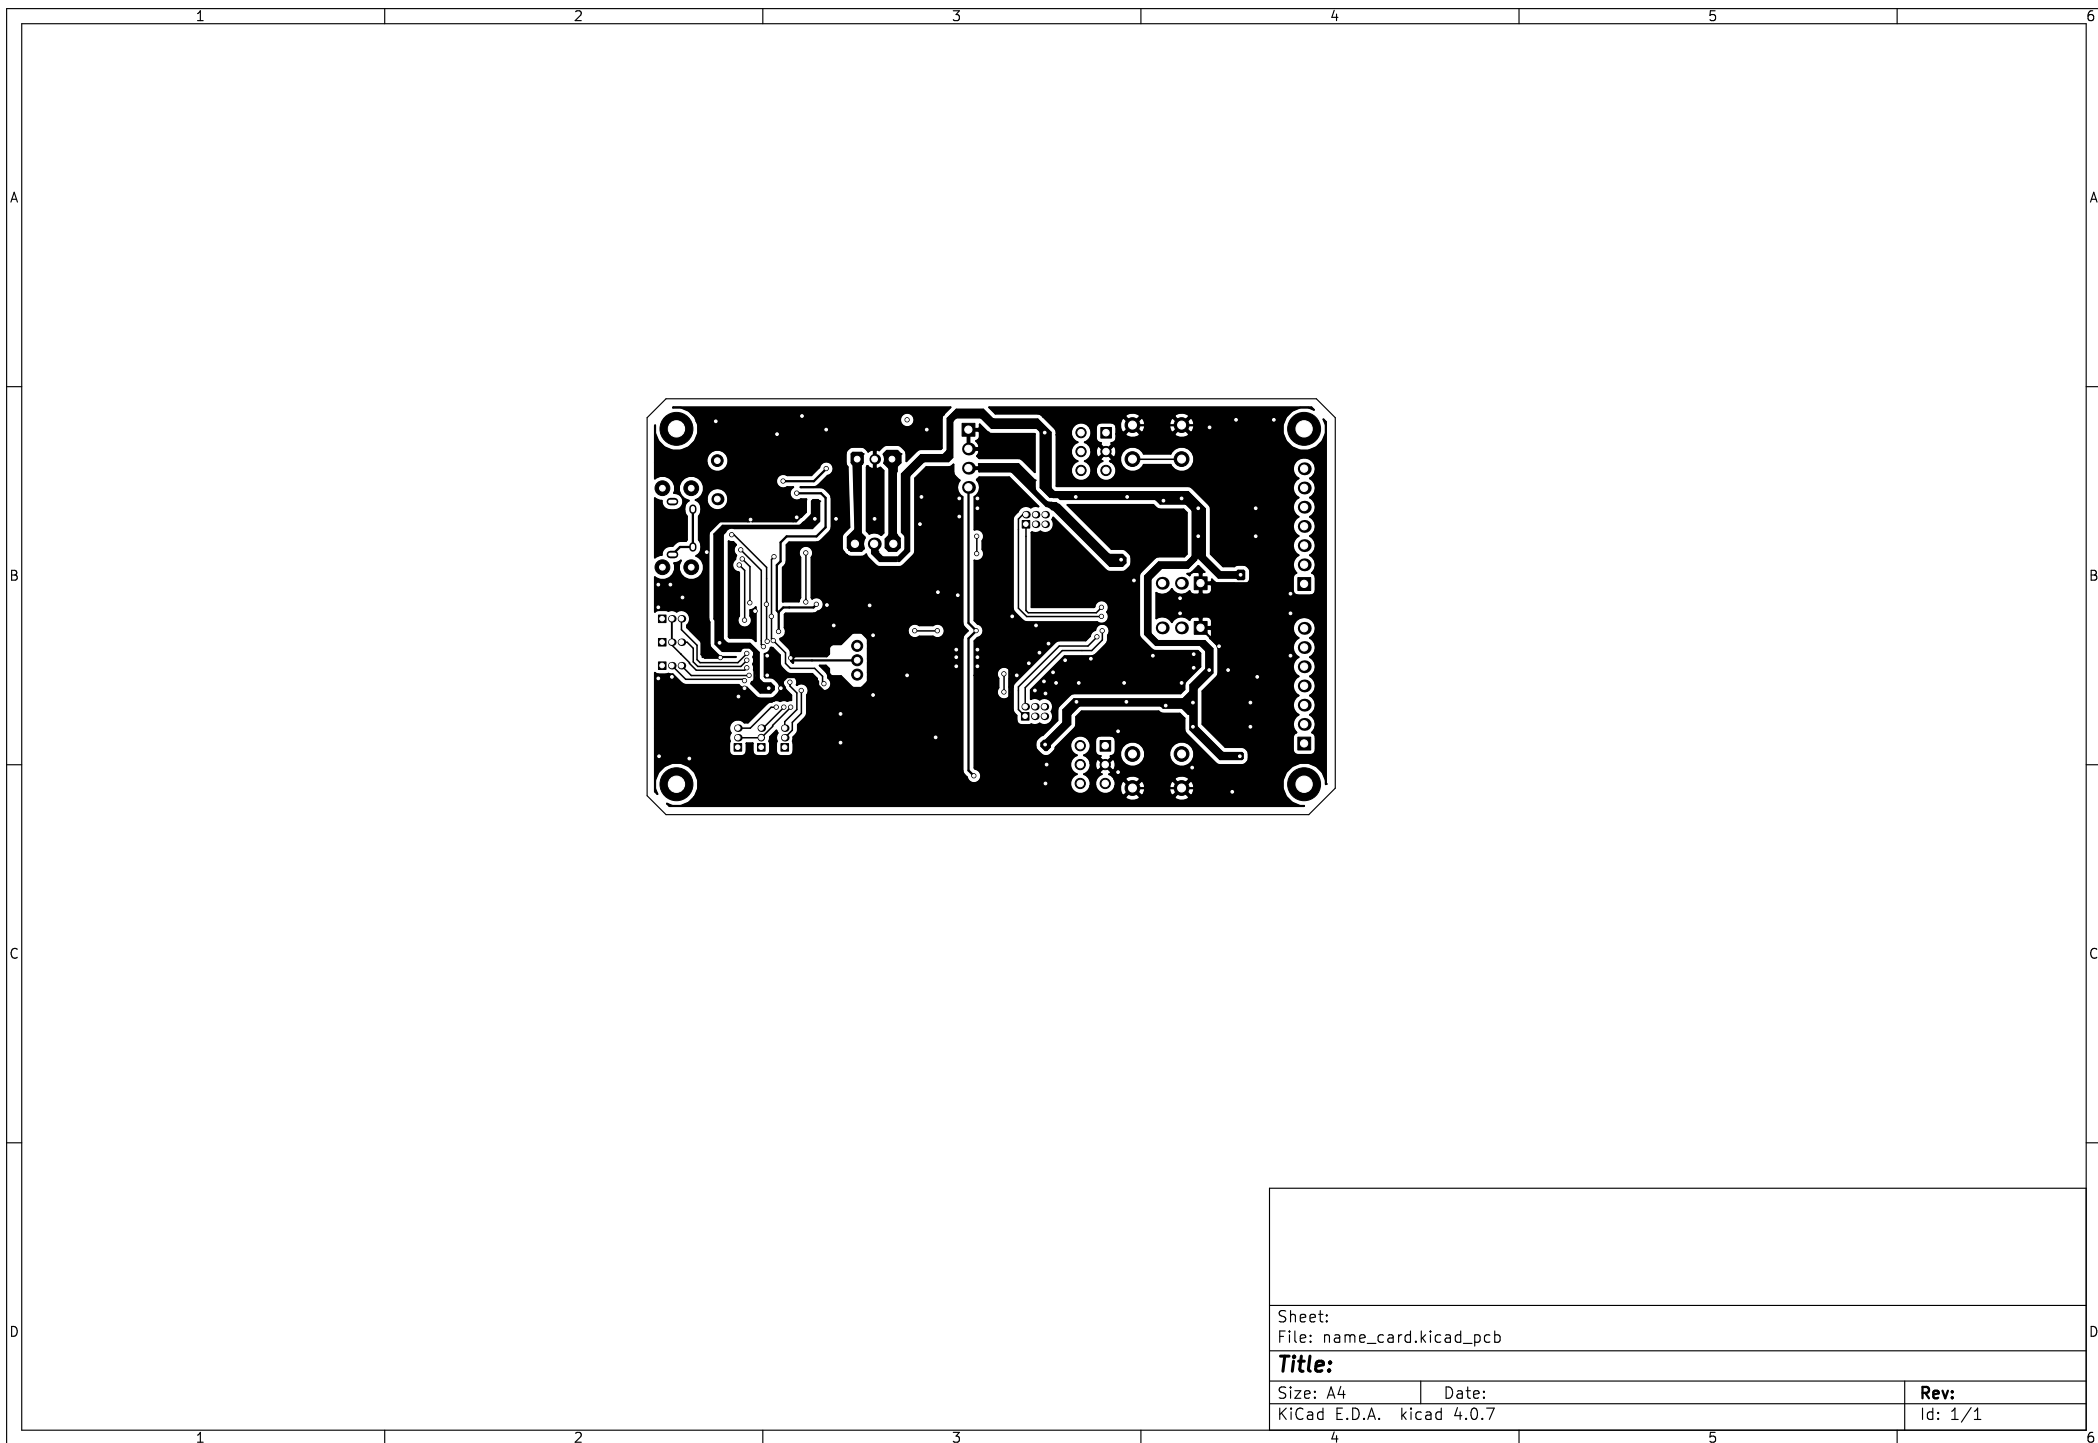 1 2 3 4 5 6
A A
B B
C C
D D
Sheet:
File: name_card.kicad_pcb
Title:
Size: A4 Date: Rev:
KiCad E.D.A. kicad 4.0.7 Id: 1/1
1 2 3 4 5 6